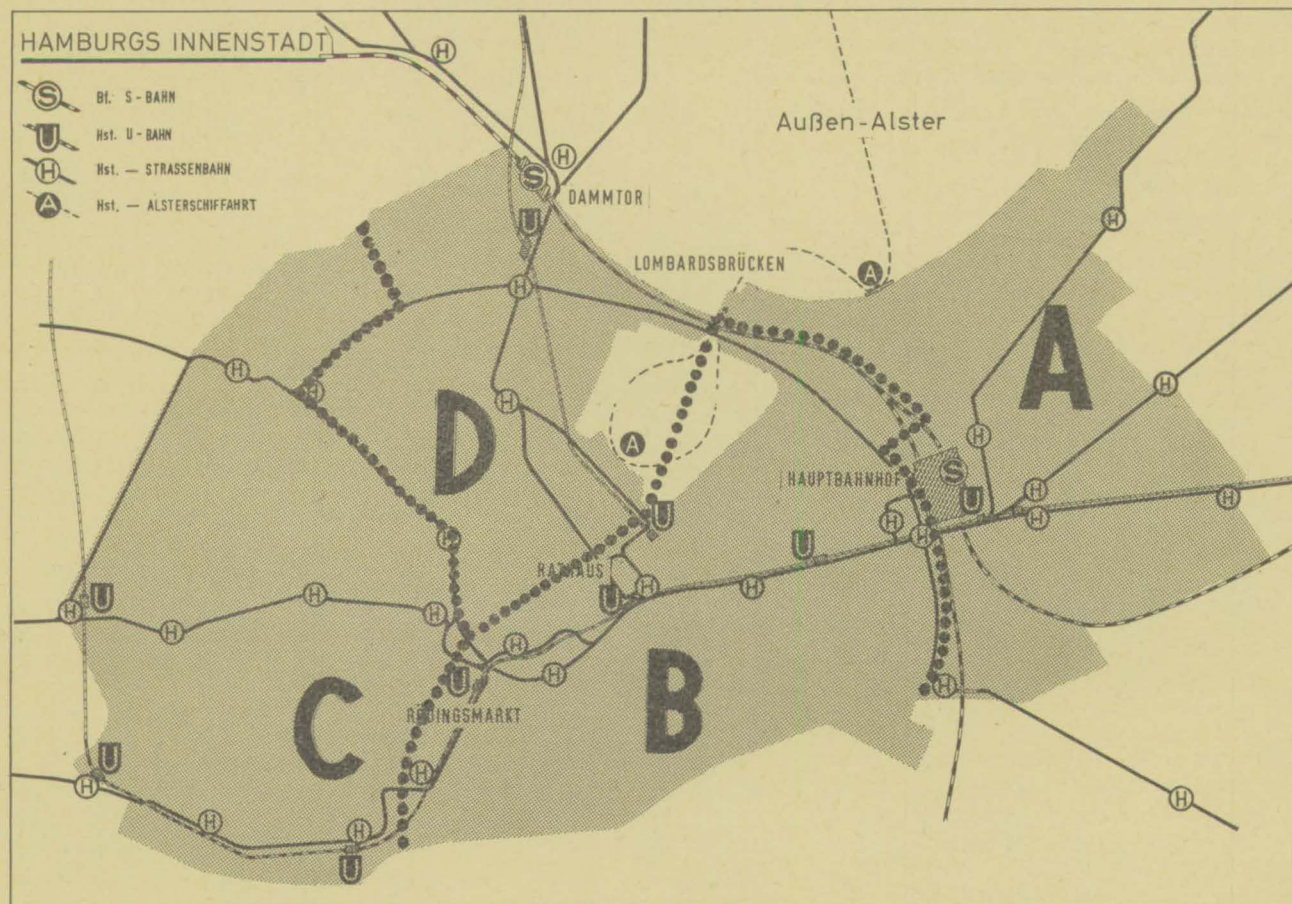 HAMBURGS INNENSTADT
S Bf. S-BAHN
U Hst. U-BAHN
H Hst. — STRASSENBAHN
A Hst. — ALSTERSCHIFFAHRT
Außen-Alster
H
H
S
DAMMTOR
U
H
LOMBARDSBRÜCKEN
A
A
H
H
H
H
D
H
A
H
HAUPTBAHNHOF
S
H
U
H
H
U
H
U
H
H
RATHAUS
U
H
H
U
H
H
H
H
H
H
U
B
H
C
RÖDINGSMARKT
U
H
H
H
H
H
U